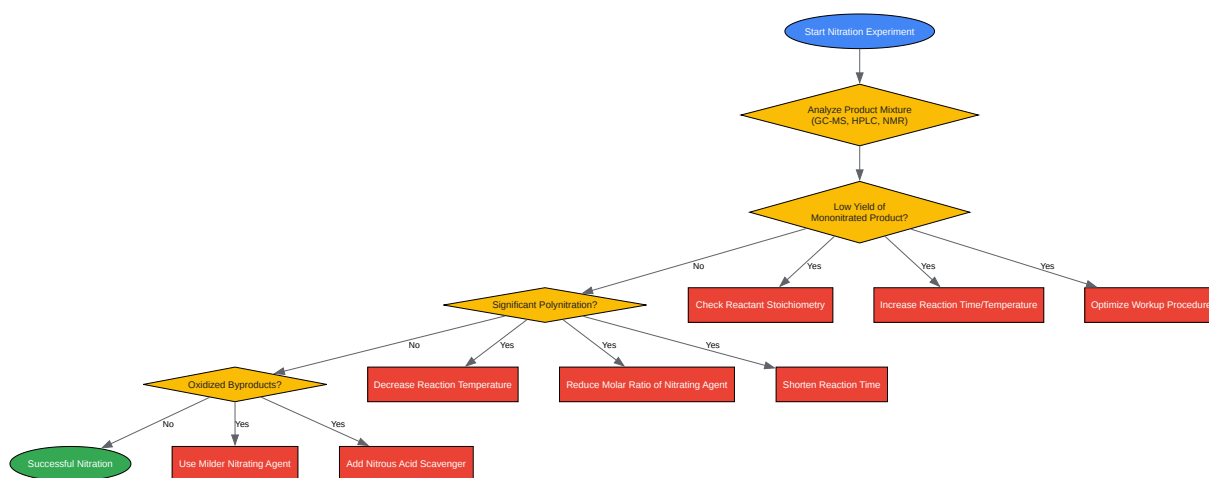 Start Nitration Experiment
Analyze Product Mixture
(GC-MS, HPLC, NMR)
Low Yield of
Mononitrated Product?
No
Yes
Yes
Yes
Significant Polynitration?
Check Reactant Stoichiometry
Increase Reaction Time/Temperature
Optimize Workup Procedure
No
Yes
Yes
Yes
Oxidized Byproducts?
Decrease Reaction Temperature
Reduce Molar Ratio of Nitrating Agent
Shorten Reaction Time
No
Yes
Yes
Successful Nitration
Use Milder Nitrating Agent
Add Nitrous Acid Scavenger